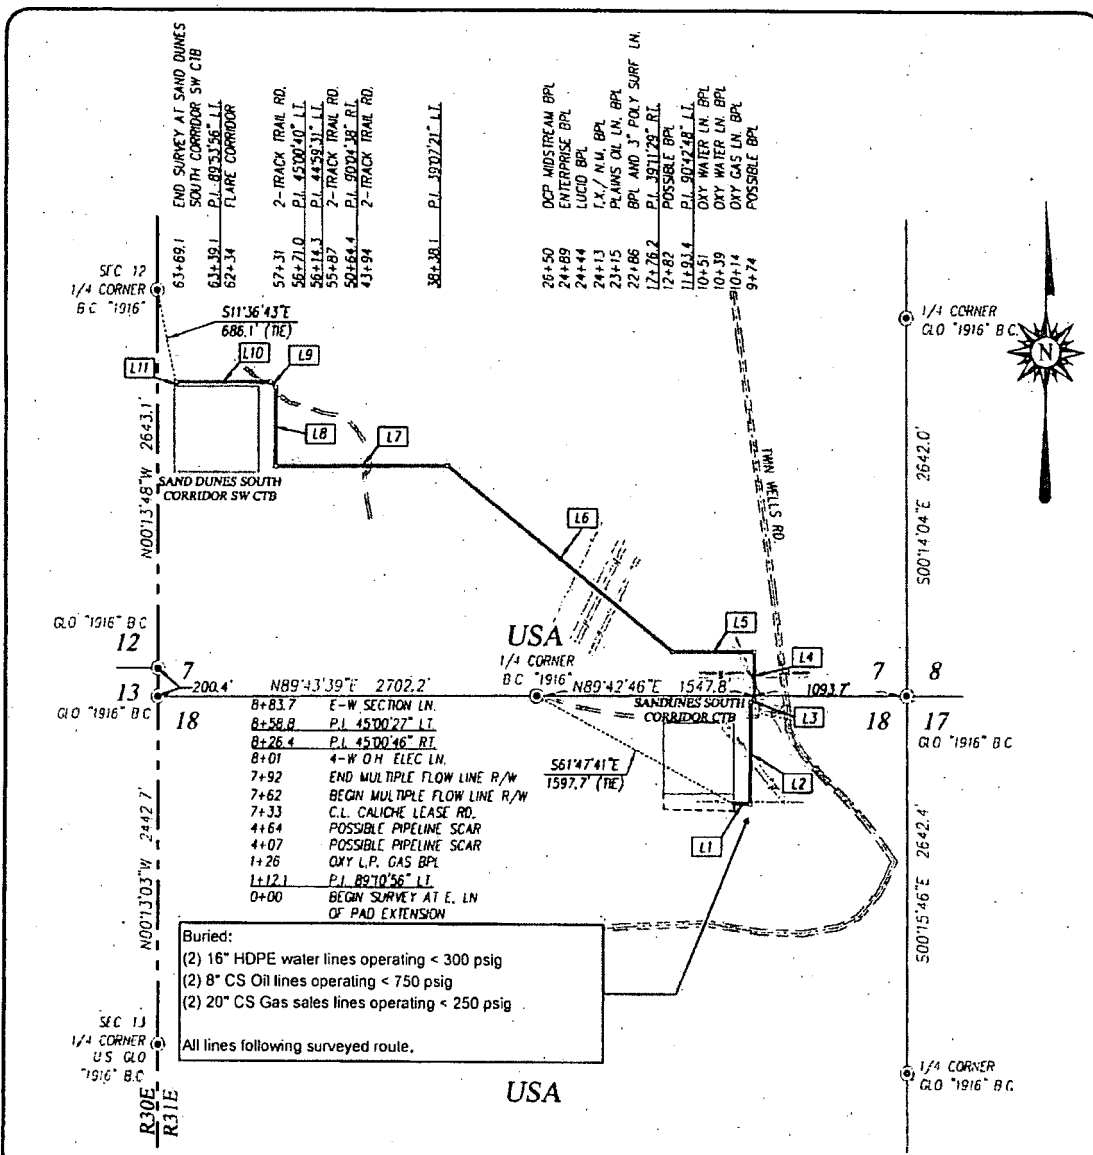 63+69.1 END SURVEY AT SAND DUNES
SOUTH CORRIDOR SW CTB
63+39.1 P.I. 89°53'56" LT.
62+34 FLARE CORRIDOR
57+31 2-TRACK TRAIL RD.
56+71.0 P.I. 45°00'40" LT.
56+14.3 P.I. 44°59'31" LT.
55+87 2-TRACK TRAIL RD.
50+64.4 P.I. 90°04'38" RT.
43+94 2-TRACK TRAIL RD.
38+38.1 P.I. 39°07'21" LT.
26+50 DCP MIDSTREAM BPL
24+89 ENTERPRISE BPL
24+44 LUCID BPL
24+13 T.X./ N.M. BPL
23+15 PLAINS OIL LN. BPL
22+86 BPL AND 3" POLY SURF LN.
17+76.2 P.I. 39°11'29" RT.
12+82 POSSIBLE BPL
11+93.4 P.I. 90°42'48" LT.
10+51 OXY WATER LN. BPL
10+39 OXY WATER LN. BPL
10+14 OXY GAS LN. BPL
9+74 POSSIBLE BPL
SEC 12
1/4 CORNER
B.C. "1916"
S11°36'43"E
686.1' (TIE)
1/4 CORNER
GLO "1916" B.C.
N
L11
L10
L9
L8
L7
L6
L5
L4
L3
L2
L1
SAND DUNES SOUTH
CORRIDOR SW CTB
N00°13'48"W 2643.1'
TWIN WELLS RD.
S00°14'04"E 2642.0'
GLO "1916" B.C
12
7
USA
1/4 CORNER
B.C. "1916"
7
8
13
200.4'
N89°43'39"E 2702.2'
N89°42'46"E 1547.8'
1093.7'
GLO "1916" B.C
18
SANDUNES SOUTH
CORRIDOR CTB
18
17
GLO "1916" B.C
8+83.7 E-W SECTION LN.
8+58.8 P.I. 45°00'27" LT
8+26.4 P.I. 45°00'46" RT.
8+01 4-W OH ELEC LN.
7+92 END MULTIPLE FLOW LINE R/W
7+62 BEGIN MULTIPLE FLOW LINE R/W
7+33 C.L. CALICHE LEASE RD.
4+64 POSSIBLE PIPELINE SCAR
4+07 POSSIBLE PIPELINE SCAR
1+26 OXY L.P. GAS BPL
1+12.1 P.I. 89°10'56" LT
0+00 BEGIN SURVEY AT E. LN
OF PAD EXTENSION
S61°47'41"E
1597.7' (TIE)
N00°13'03"W 2442.7'
S00°15'46"E 2642.4'
Buried:
(2) 16" HDPE water lines operating < 300 psig
(2) 8" CS Oil lines operating < 750 psig
(2) 20" CS Gas sales lines operating < 250 psig
All lines following surveyed route.
SEC 13
1/4 CORNER
U S GLO
"1916" B.C
1/4 CORNER
GLO "1916" B.C
R30E
R31E
USA